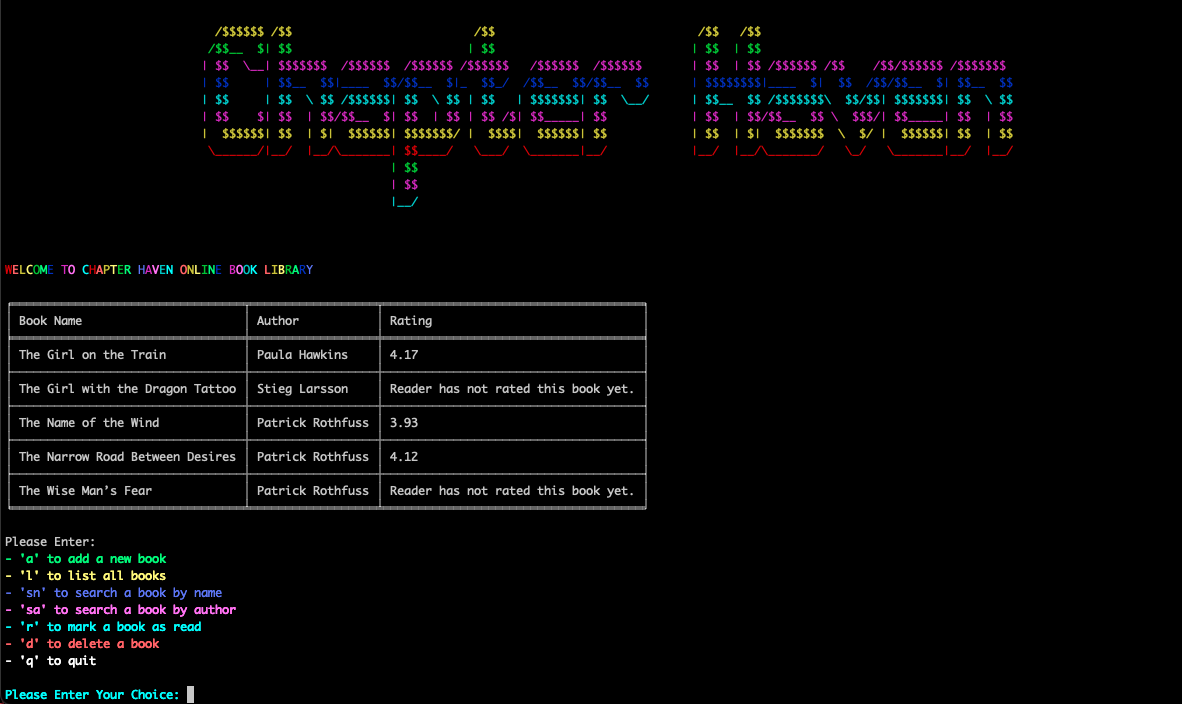 Chapter Haven
WELCOME TO CHAPTER HAVEN ONLINE BOOK LIBRARY
Book Name Author Rating
The Girl on the Train Paula Hawkins 4.17
The Girl with the Dragon Tattoo Stieg Larsson Reader has not rated this book yet.
The Name of the Wind Patrick Rothfuss 3.93
The Narrow Road Between Desires Patrick Rothfuss 4.12
The Wise Man’s Fear Patrick Rothfuss Reader has not rated this book yet.
Please Enter:
- 'a' to add a new book
- 'l' to list all books
- 'sn' to search a book by name
- 'sa' to search a book by author
- 'r' to mark a book as read
- 'd' to delete a book
- 'q' to quit
Please Enter Your Choice: